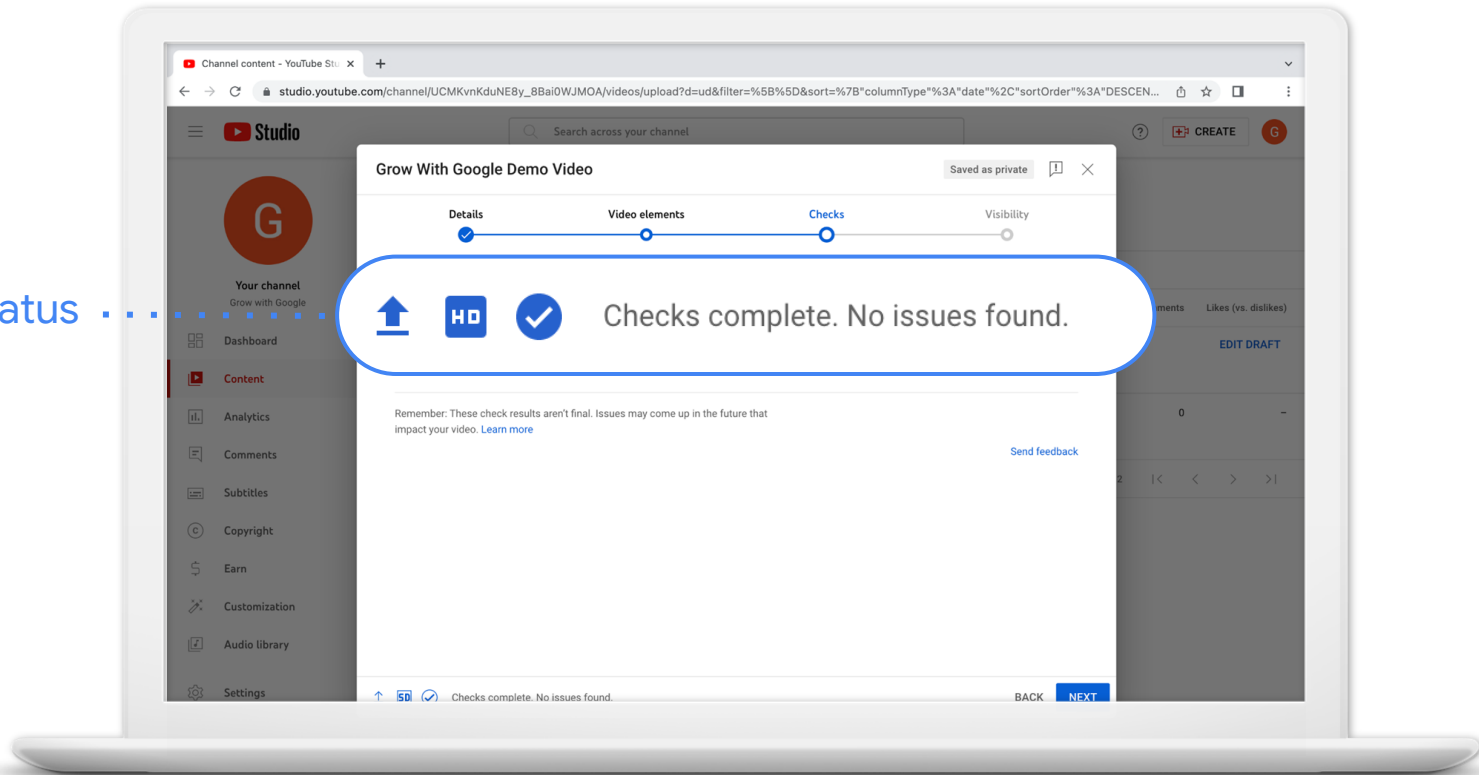 Channel content - YouTube Stu
studio.youtube.com/channel/UCMKvnKduNE8y_8Bai0WJMOA/videos/upload?d=ud&filter=%5B%5D&sort=%7B"columnType"%3A"date"%2C"sortOrder"%3A"DESCEN...
Studio
Search across your channel
CREATE
G
Grow With Google Demo Video
Saved as private
G
Details
Video elements
Checks
Visibility
Your channel
Grow with Google
atus
HD
Checks complete. No issues found.
ments
Likes (vs. dislikes)
Dashboard
EDIT DRAFT
Content
Analytics
Remember: These check results aren't final. Issues may come up in the future that
impact your video. Learn more
0
–
Comments
Send feedback
Subtitles
2
Copyright
Earn
Customization
Audio library
Settings
SD
Checks complete. No issues found.
BACK
NEXT